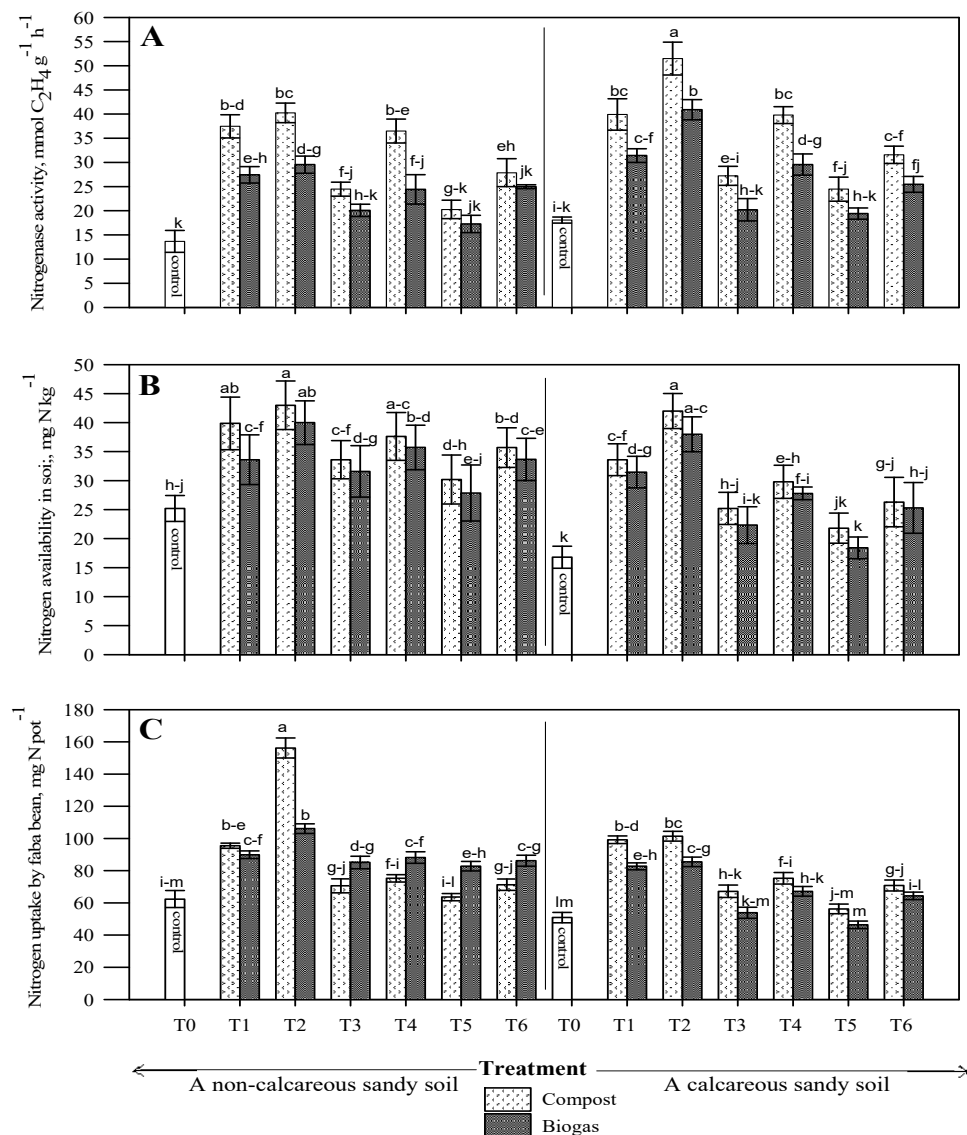 A
Nitrogenase activity, mmol C2H4 g-1 h-1
60
55
50
45
40
35
30
25
20
15
10
5
0
k
control
b-d
e-h
bc
d-g
f-j
h-k
b-e
f-j
g-k
jk
eh
jk
i-k
control
bc
c-f
a
b
e-i
h-k
bc
d-g
f-j
h-k
c-f
fj
B
Nitrogen availability in soi;, mg N kg-1
50
45
40
35
30
25
20
15
10
5
0
h-j
control
ab
c-f
a
ab
c-f
d-g
a-c
b-d
d-h
e-i
b-d
c-e
k
control
c-f
d-g
a
a-c
h-j
i-k
e-h
f-i
jk
k
g-j
h-j
C
Nitrogen uptake by faba bean, mg N pot-1
180
160
140
120
100
80
60
40
20
0
i-m
control
b-e
c-f
a
b
g-j
d-g
f-i
c-f
i-l
e-h
g-j
c-g
lm
control
b-d
e-h
bc
c-g
h-k
k-m
f-i
h-k
j-m
m
g-j
i-l
T0 T1 T2 T3 T4 T5 T6 T0 T1 T2 T3 T4 T5 T6
Treatment
A non-calcareous sandy soil A calcareous sandy soil
Compost
Biogas